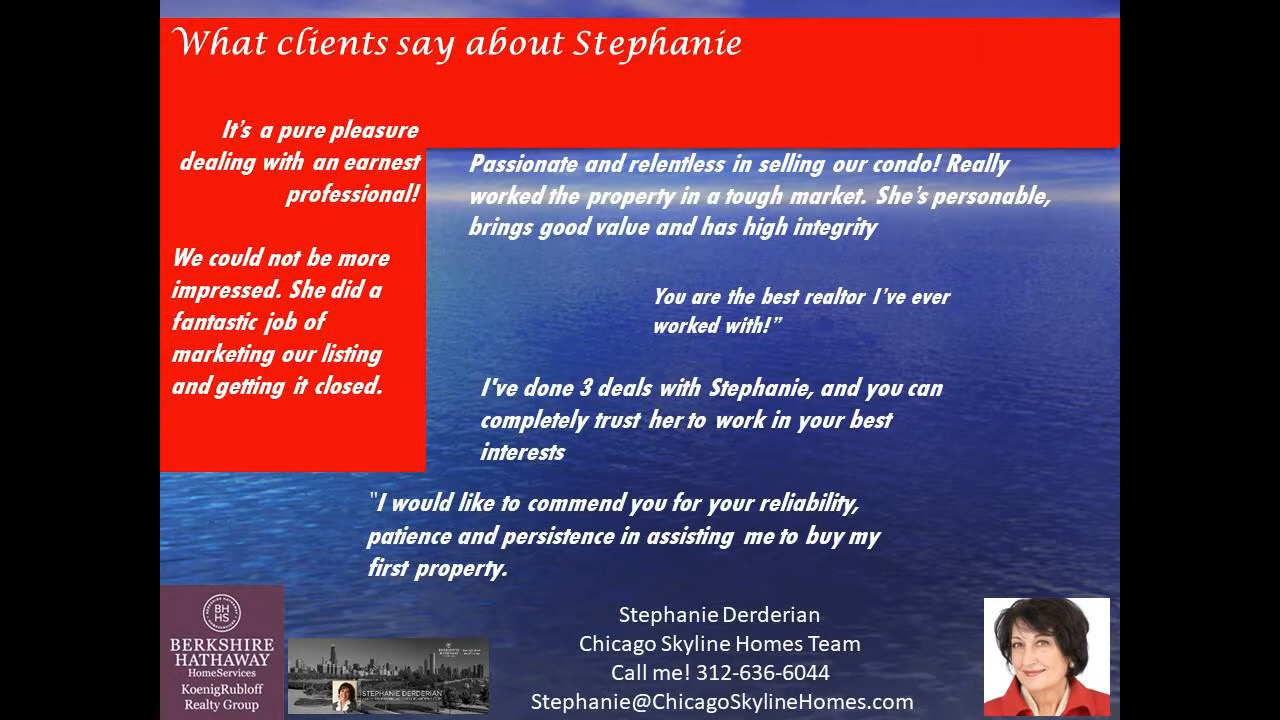 What clients say about Stephanie
It's a pure pleasure
dealing with an earnest
professional!
We could not be more
impressed. She did a
fantastic job of
marketing our listing
and getting it closed.
Passionate and relentless in selling our condo! Really
worked the property in a tough market. She's personable,
brings good value and has high integrity
You are the best realtor I've ever
worked with!”
I've done 3 deals with Stephanie, and you can
completely trust her to work in your best
interests
"I would like to commend you for your reliability,
patience and persistence in assisting me to buy my
first property.
BH
HS
BERKSHIRE
HATHAWAY
HomeServices
KoenigRubloff
Realty Group
STEPHANIE DERDERIAN
Stephanie Derderian
Chicago Skyline Homes Team
Call me! 312-636-6044
Stephanie@ChicagoSkylineHomes.com